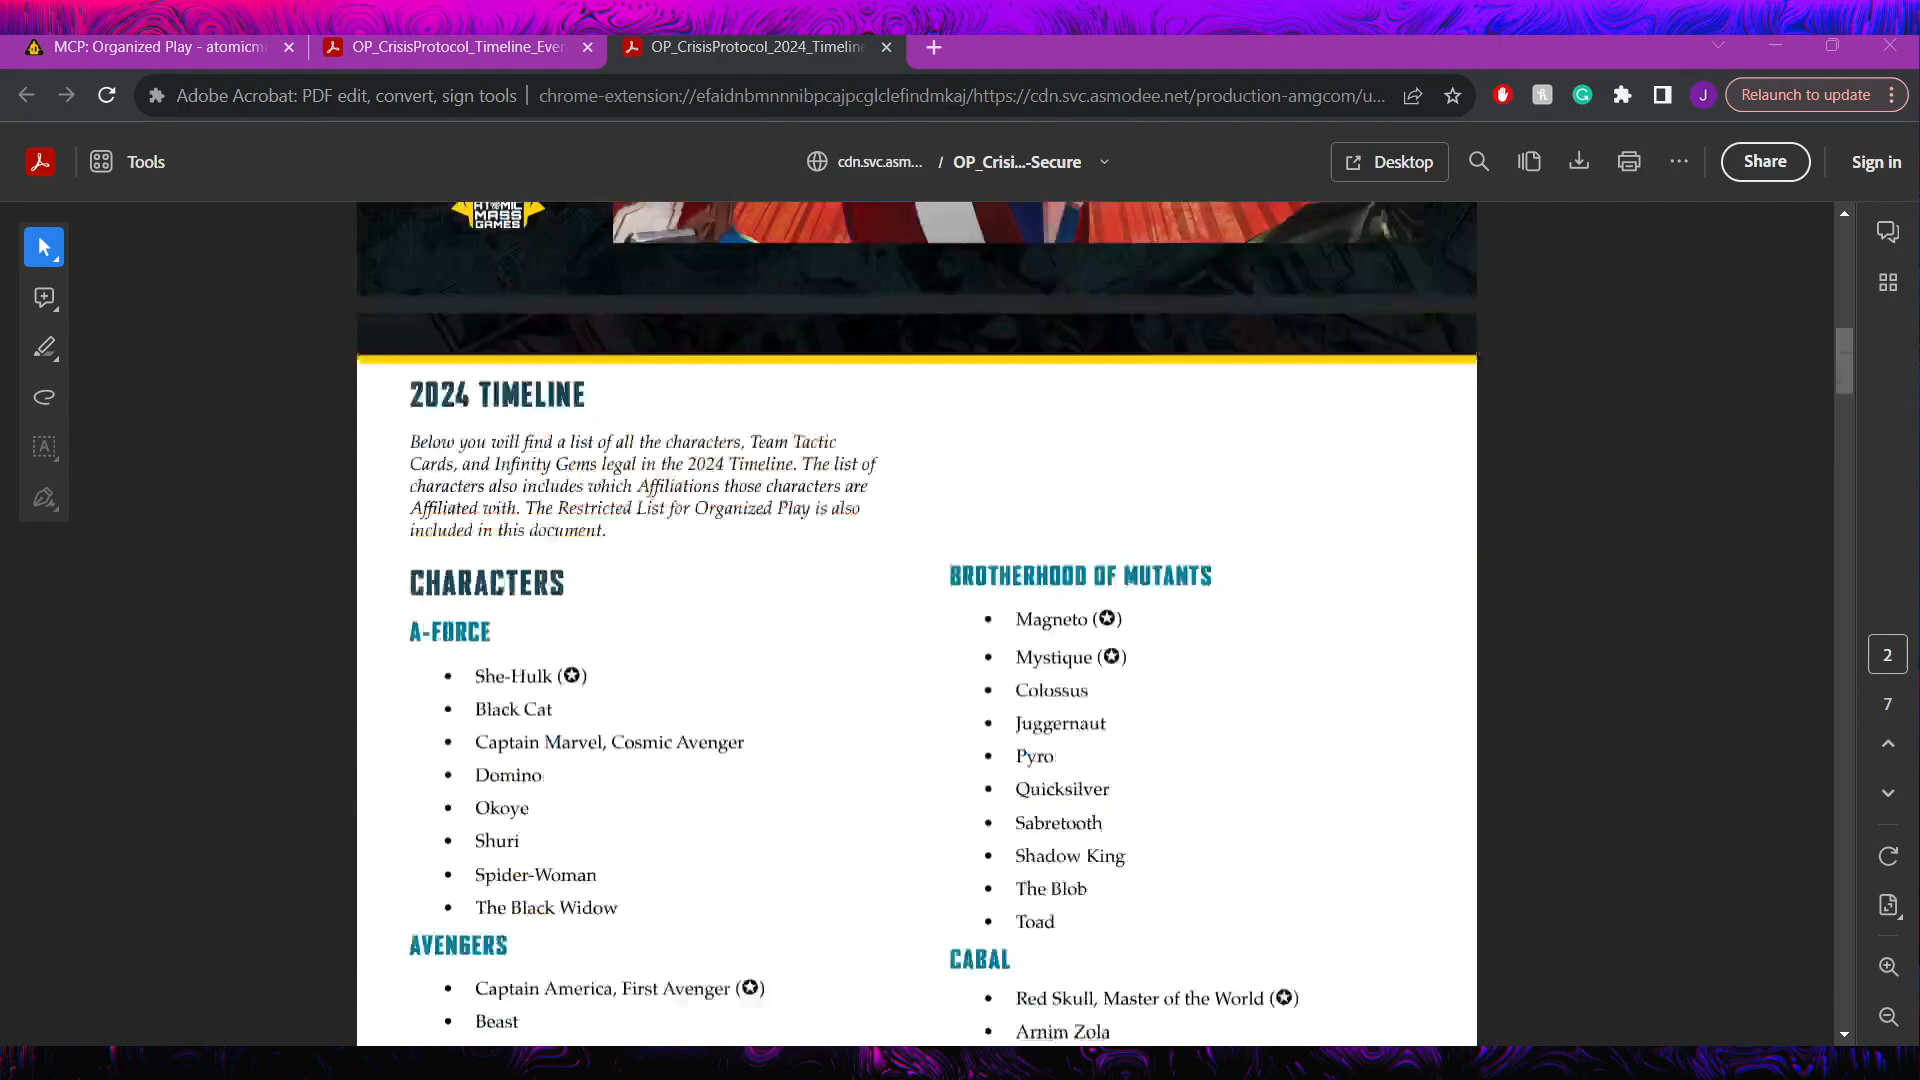 MCP: Organized Play - atomicm
OP_CrisisProtocol_Timeline_Even
OP_CrisisProtocol_2024_Timeline
Adobe Acrobat: PDF edit, convert, sign tools
chrome-extension://efaidnbmnnnibpcajpcglclefindmkaj/https://cdn.svc.asmodee.net/production-amgcom/u...
J
Relaunch to update
Tools
cdn.svc.asm... / OP_Crisi...-Secure
Desktop
Share
Sign in
ATOMIC
MASS
GAMES
2024 TIMELINE
Below you will find a list of all the characters, Team Tactic
Cards, and Infinity Gems legal in the 2024 Timeline. The list of
characters also includes which Affiliations those characters are
Affiliated with. The Restricted List for Organized Play is also
included in this document.
CHARACTERS
A-FORCE
• She-Hulk (✪)
• Black Cat
• Captain Marvel, Cosmic Avenger
• Domino
• Okoye
• Shuri
• Spider-Woman
• The Black Widow
AVENGERS
• Captain America, First Avenger (✪)
• Beast
BROTHERHOOD OF MUTANTS
• Magneto (✪)
• Mystique (✪)
• Colossus
• Juggernaut
• Pyro
• Quicksilver
• Sabretooth
• Shadow King
• The Blob
• Toad
CABAL
• Red Skull, Master of the World (✪)
• Arnim Zola
2
7